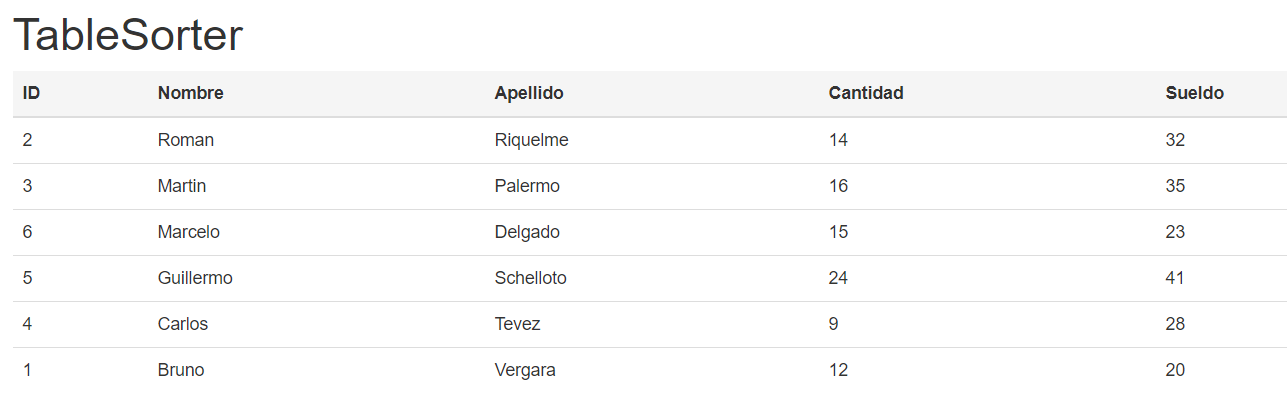 TableSorter
ID Nombre Apellido Cantidad Sueldo
2 Roman Riquelme 14 32
3 Martin Palermo 16 35
6 Marcelo Delgado 15 23
5 Guillermo Schelloto 24 41
4 Carlos Tevez 9 28
1 Bruno Vergara 12 20